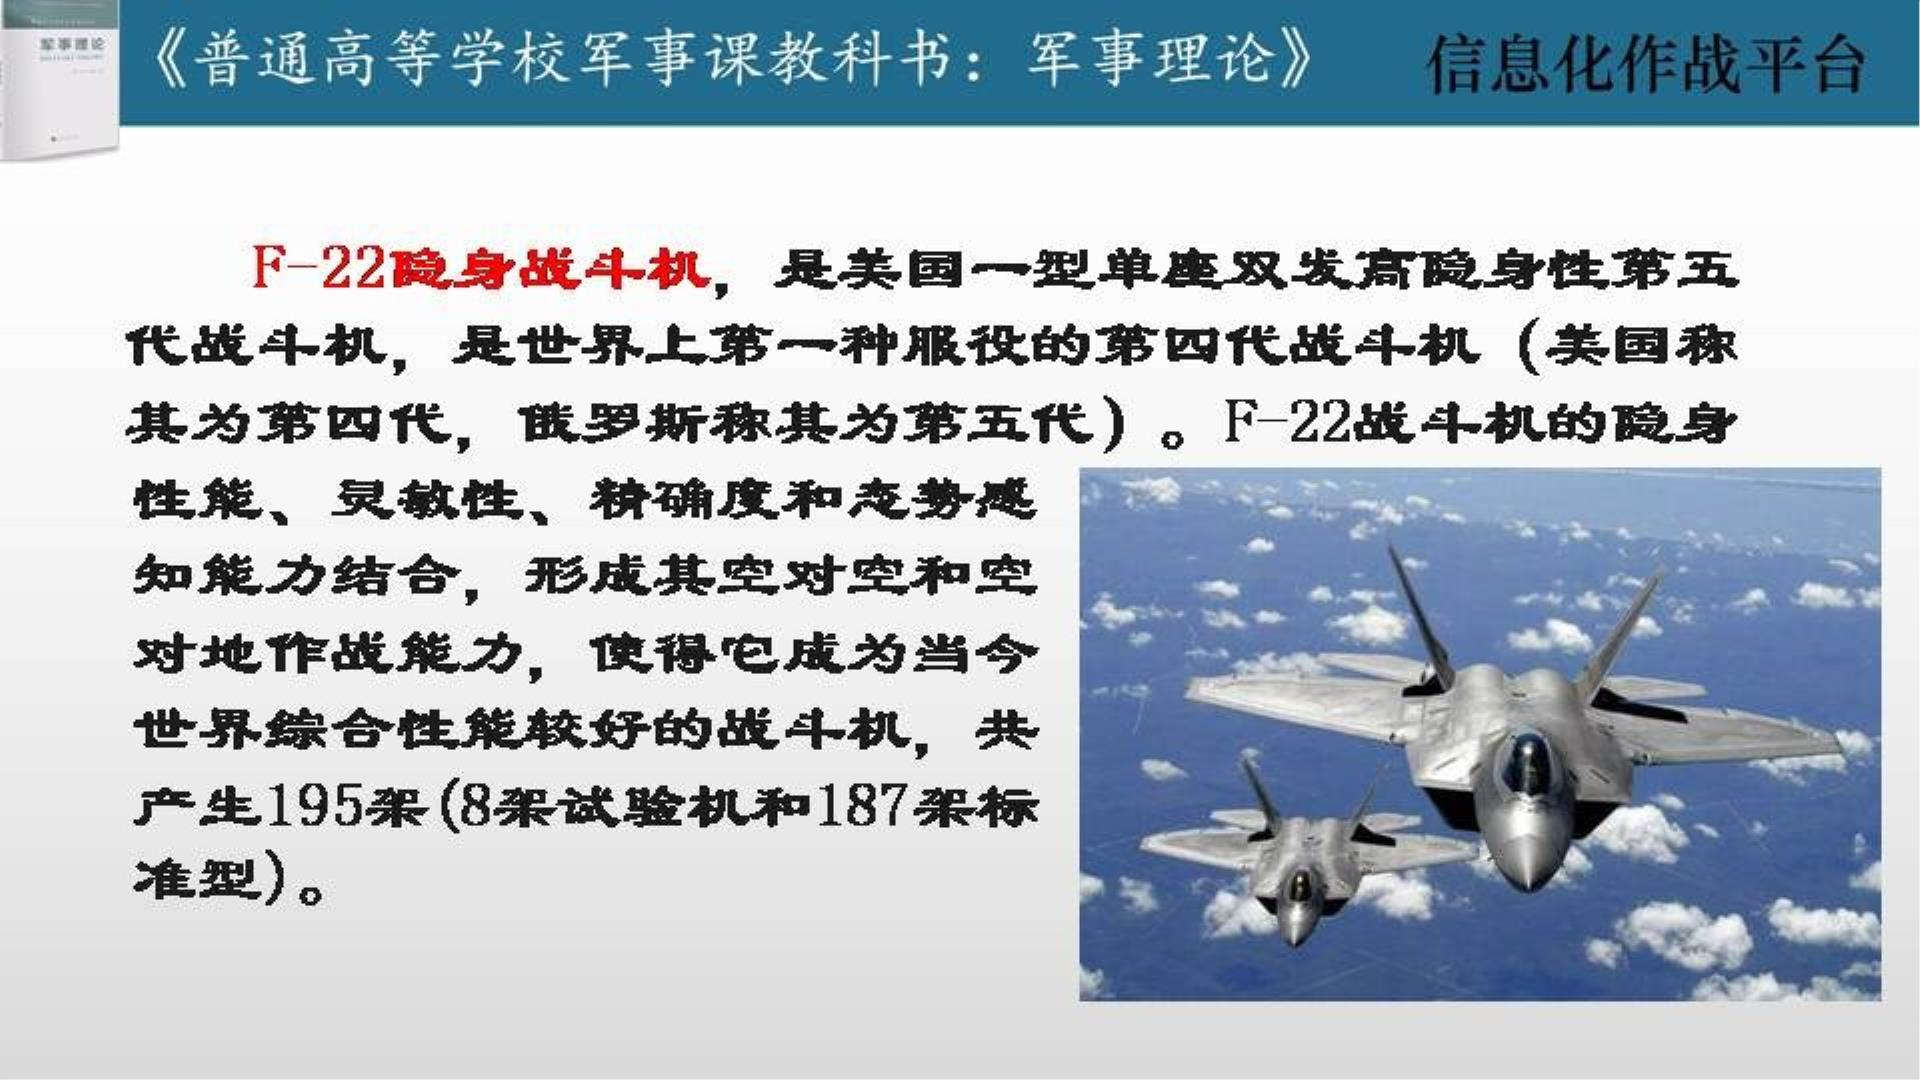 军事理论
《普通高等学校军事课教科书：军事理论》
信息化作战平台
F-22隐身战斗机，是美国一型单座双发高隐身性第五
代战斗机，是世界上第一种服役的第四代战斗机（美国称
其为第四代，俄罗斯称其为第五代）。F-22战斗机的隐身
性能、灵敏性、精确度和态势感
知能力结合，形成其空对空和空
对地作战能力，使得它成为当今
世界综合性能较好的战斗机，共
产生195架(8架试验机和187架标
准型)。